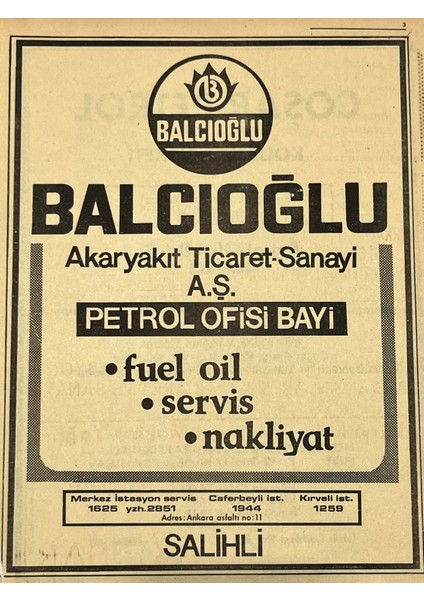 3
B
BALCIOĞLU
BALCIOĞLU
Akaryakıt Ticaret-Sanayi
A.Ş.
PETROL OFİSİ BAYİ
• fuel oil
• servis
• nakliyat
Merkez İstasyon servis Caferbeyli ist. Kırveli ist.
1625 yzh.2851 1944 1259
Adres: Ankara asfaltı no: 11
SALİHLİ